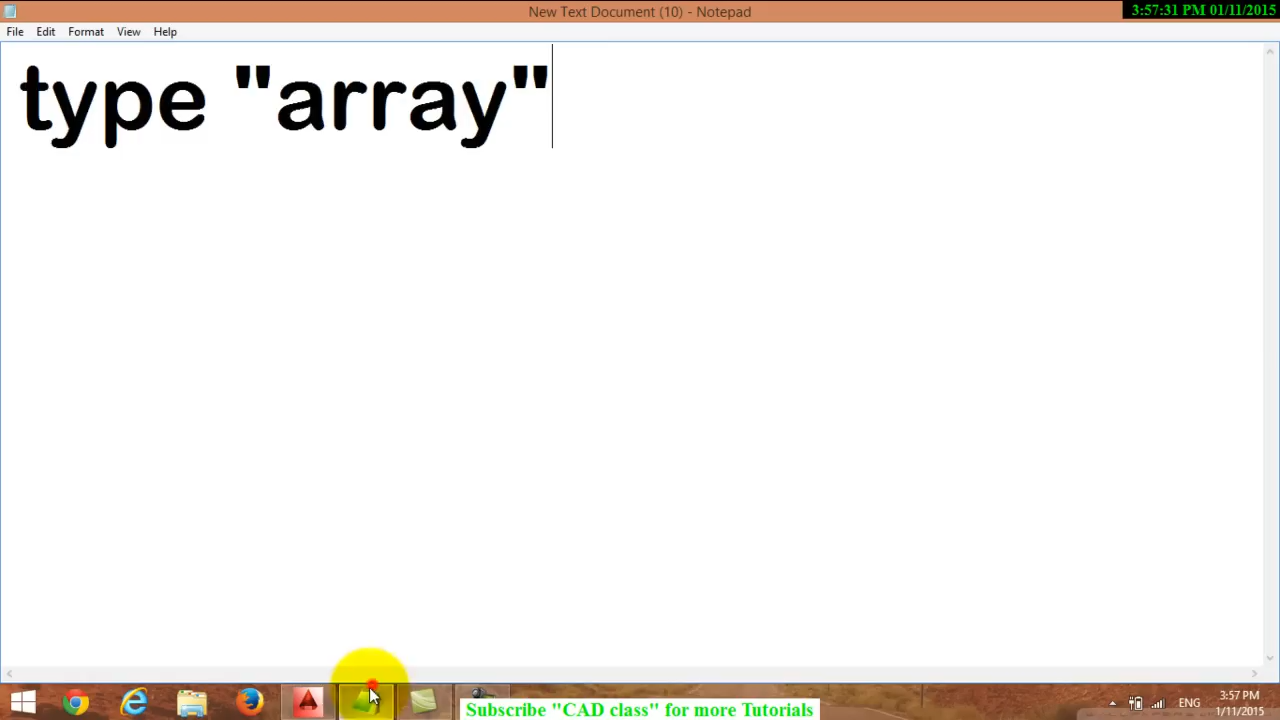 New Text Document (10) - Notepad
3:57:31 PM 01/11/2015
File Edit Format View Help
type "array"
Subscribe "CAD class" for more Tutorials
ENG
3:57 PM
1/11/2015